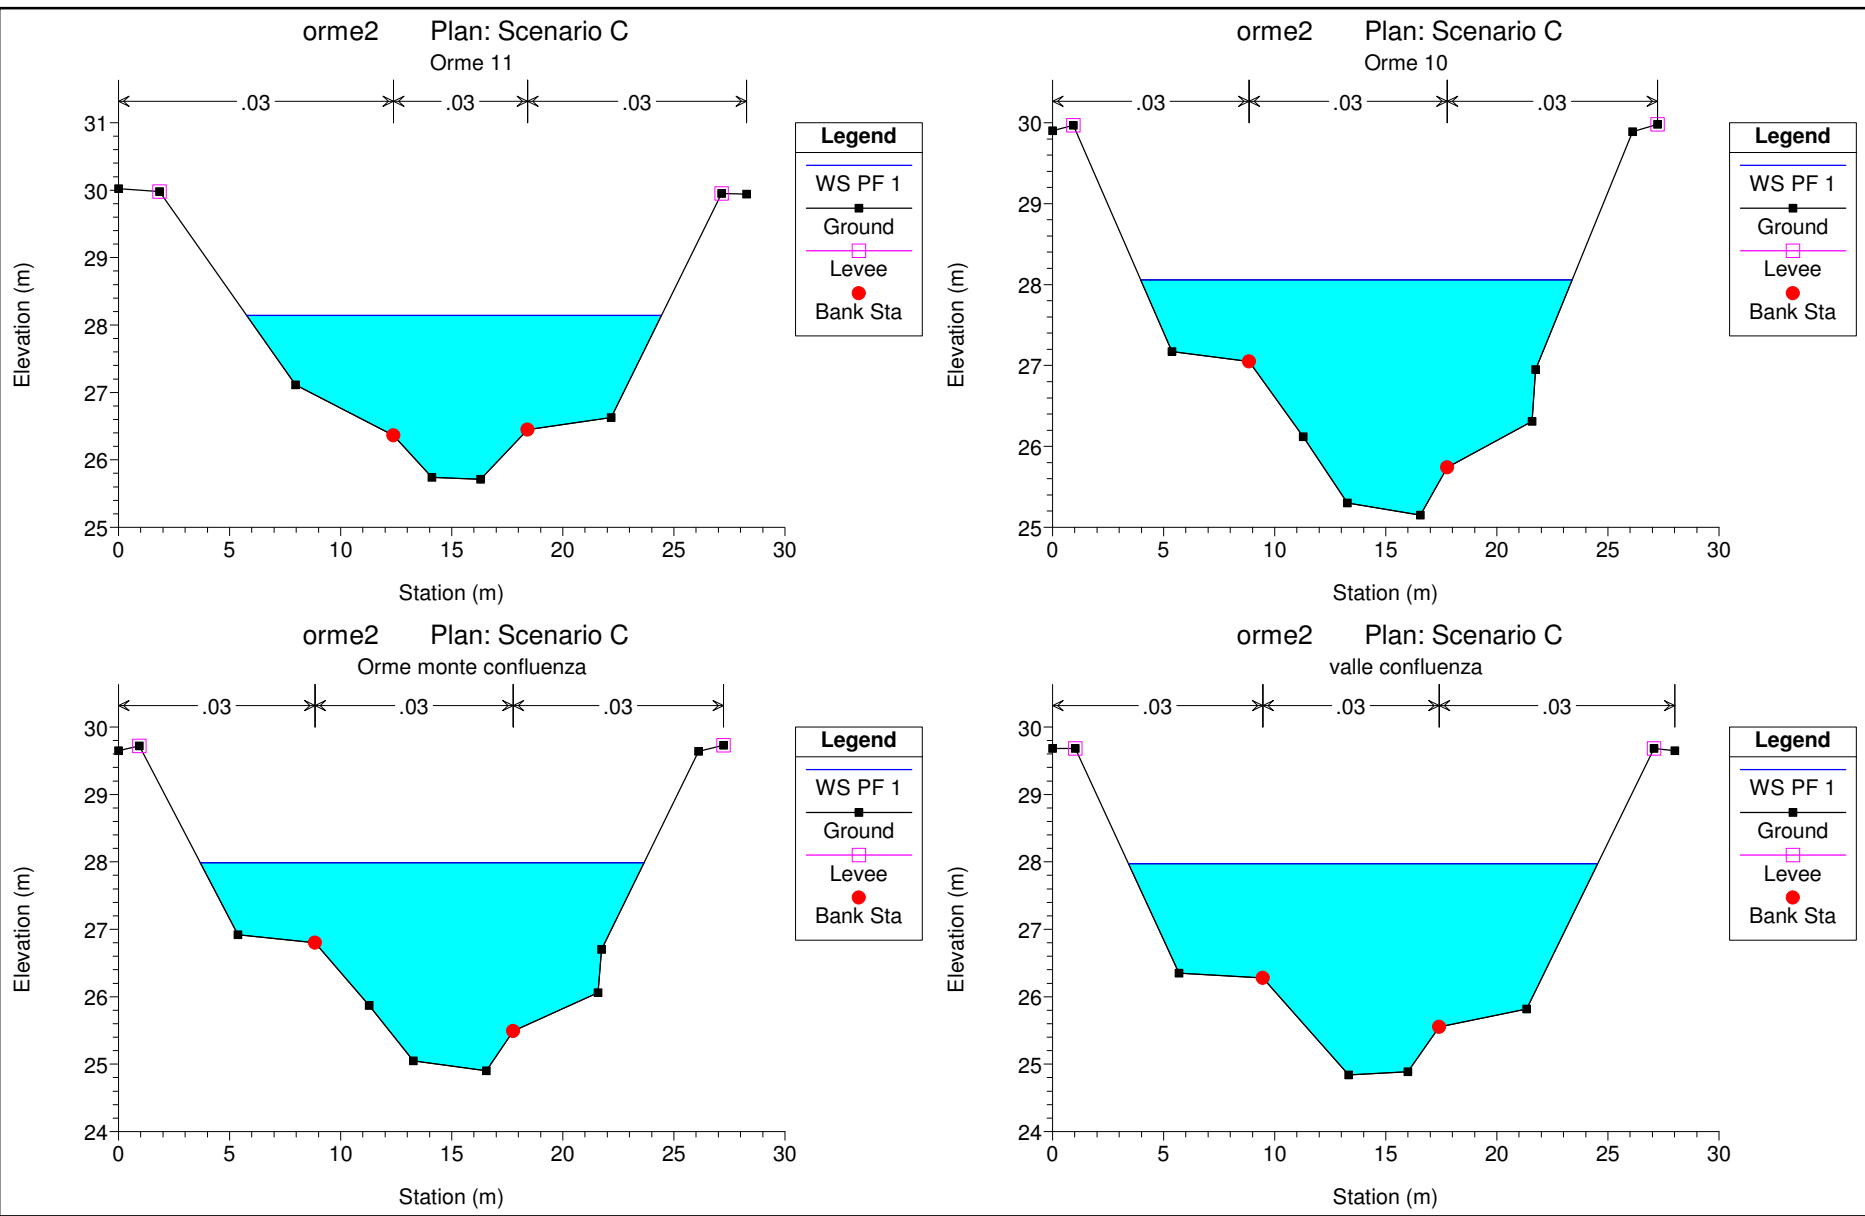 orme2 Plan: Scenario C
Orme 11
.03 .03 .03
31
30
29
28
27
26
25
0 5 10 15 20 25 30
Elevation (m)
Station (m)
Legend
WS PF 1
Ground
Levee
Bank Sta
orme2 Plan: Scenario C
Orme 10
.03 .03 .03
30
29
28
27
26
25
0 5 10 15 20 25 30
Elevation (m)
Station (m)
Legend
WS PF 1
Ground
Levee
Bank Sta
orme2 Plan: Scenario C
Orme monte confluenza
.03 .03 .03
30
29
28
27
26
25
24
0 5 10 15 20 25 30
Elevation (m)
Station (m)
Legend
WS PF 1
Ground
Levee
Bank Sta
orme2 Plan: Scenario C
valle confluenza
.03 .03 .03
30
29
28
27
26
25
24
0 5 10 15 20 25 30
Elevation (m)
Station (m)
Legend
WS PF 1
Ground
Levee
Bank Sta